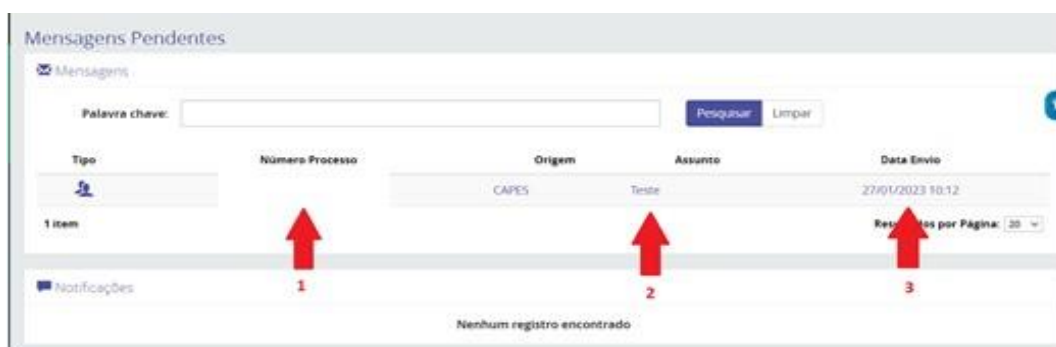 Mensagens Pendentes
Mensagens
Palavra chave: Pesquisar Limpar
Tipo Número Processo Origem Assunto Data Envio
CAPES Teste 27/01/2023 10:12
1 item Resultados por Página: 20
1 2 3
Notificações
Nenhum registro encontrado